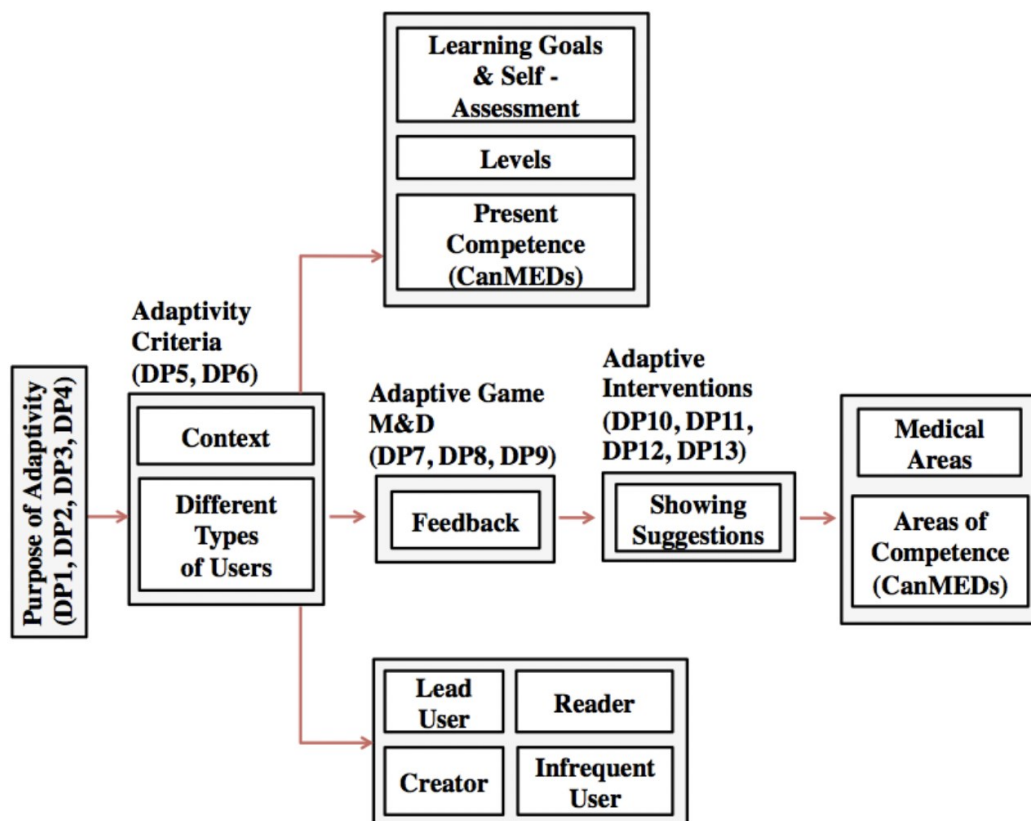 Learning Goals
& Self -
Assessment
Levels
Present
Competence
(CanMEDs)
Adaptivity
Criteria
(DP5, DP6)
Purpose of Adaptivity
(DP1, DP2, DP3, DP4)
Context
Different
Types
of Users
Adaptive Game
M&D
(DP7, DP8, DP9)
Feedback
Adaptive
Interventions
(DP10, DP11,
DP12, DP13)
Showing
Suggestions
Medical
Areas
Areas of
Competence
(CanMEDs)
Lead
User
Reader
Creator
Infrequent
User